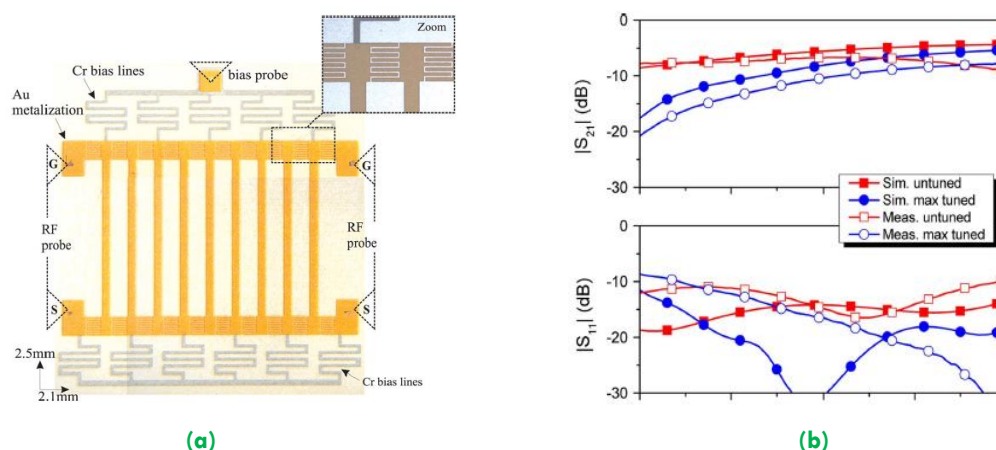 Zoom
Cr bias lines
bias probe
Au
metalization
G
G
RF
probe
RF
probe
S
S
2.5mm
2.1mm
Cr bias lines
(a)
|S21| (dB)
0
-10
-20
-30
Sim. untuned
Sim. max tuned
Meas. untuned
Meas. max tuned
|S11| (dB)
0
-10
-20
-30
(b)